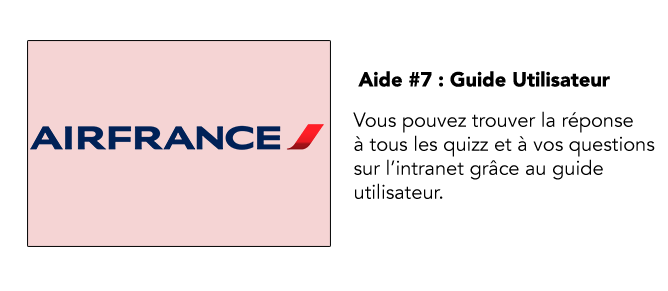 AIRFRANCE
Aide #7 : Guide Utilisateur
Vous pouvez trouver la réponse
à tous les quizz et à vos questions
sur l’intranet grâce au guide
utilisateur.